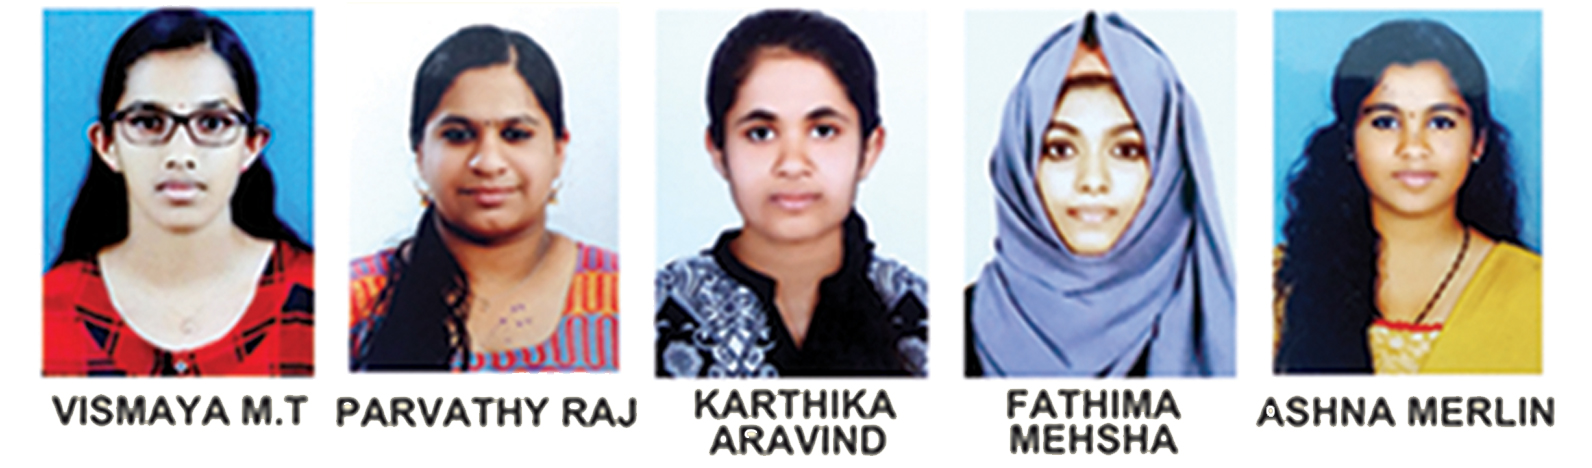 VISMAYA M.T
PARVATHY RAJ
KARTHIKA
ARAVIND
FATHIMA
MEHSHA
ASHNA MERLIN